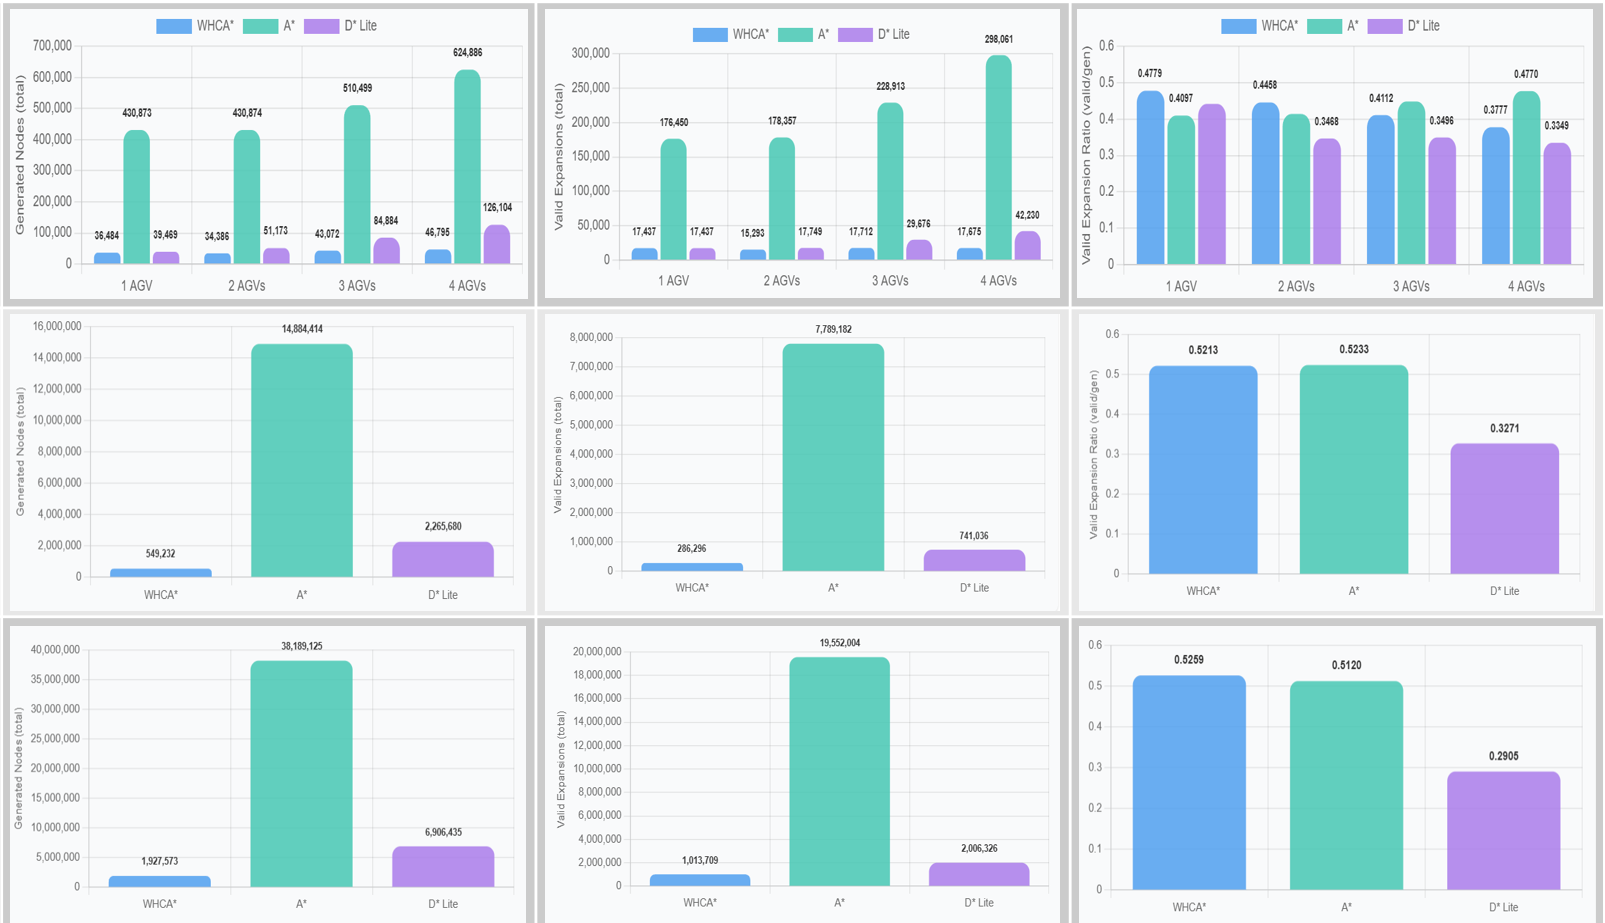 WHCA* A* D* Lite
Generated Nodes (total)
700,000
600,000
500,000
400,000
300,000
200,000
100,000
0
36,484 430,873 39,469
34,386 430,874 51,173
43,072 510,499 84,884
46,795 624,886 126,104
1 AGV 2 AGVs 3 AGVs 4 AGVs
WHCA* A* D* Lite
Valid Expansions (total)
300,000
250,000
200,000
150,000
100,000
50,000
0
17,437 176,450 17,437
15,293 178,357 17,749
17,712 228,913 29,676
17,675 298,061 42,230
1 AGV 2 AGVs 3 AGVs 4 AGVs
WHCA* A* D* Lite
Valid Expansion Ratio (valid/gen)
0.6
0.5
0.4
0.3
0.2
0.1
0
0.4779 0.4097
0.4458 0.3468
0.4112 0.3496
0.3777 0.4770 0.3349
1 AGV 2 AGVs 3 AGVs 4 AGVs
Generated Nodes (total)
16,000,000
14,000,000
12,000,000
10,000,000
8,000,000
6,000,000
4,000,000
2,000,000
0
549,232 14,884,414 2,265,680
WHCA* A* D* Lite
Valid Expansions (total)
8,000,000
7,000,000
6,000,000
5,000,000
4,000,000
3,000,000
2,000,000
1,000,000
0
286,296 7,789,182 741,036
WHCA* A* D* Lite
Valid Expansion Ratio (valid/gen)
0.6
0.5
0.4
0.3
0.2
0.1
0
0.5213 0.5233 0.3271
WHCA* A* D* Lite
Generated Nodes (total)
40,000,000
35,000,000
30,000,000
25,000,000
20,000,000
15,000,000
10,000,000
5,000,000
0
1,927,573 38,189,125 6,906,435
WHCA* A* D* Lite
Valid Expansions (total)
20,000,000
18,000,000
16,000,000
14,000,000
12,000,000
10,000,000
8,000,000
6,000,000
4,000,000
2,000,000
0
1,013,709 19,552,004 2,006,326
WHCA* A* D* Lite
0.6
0.5
0.4
0.3
0.2
0.1
0
0.5259 0.5120 0.2905
WHCA* A* D* Lite